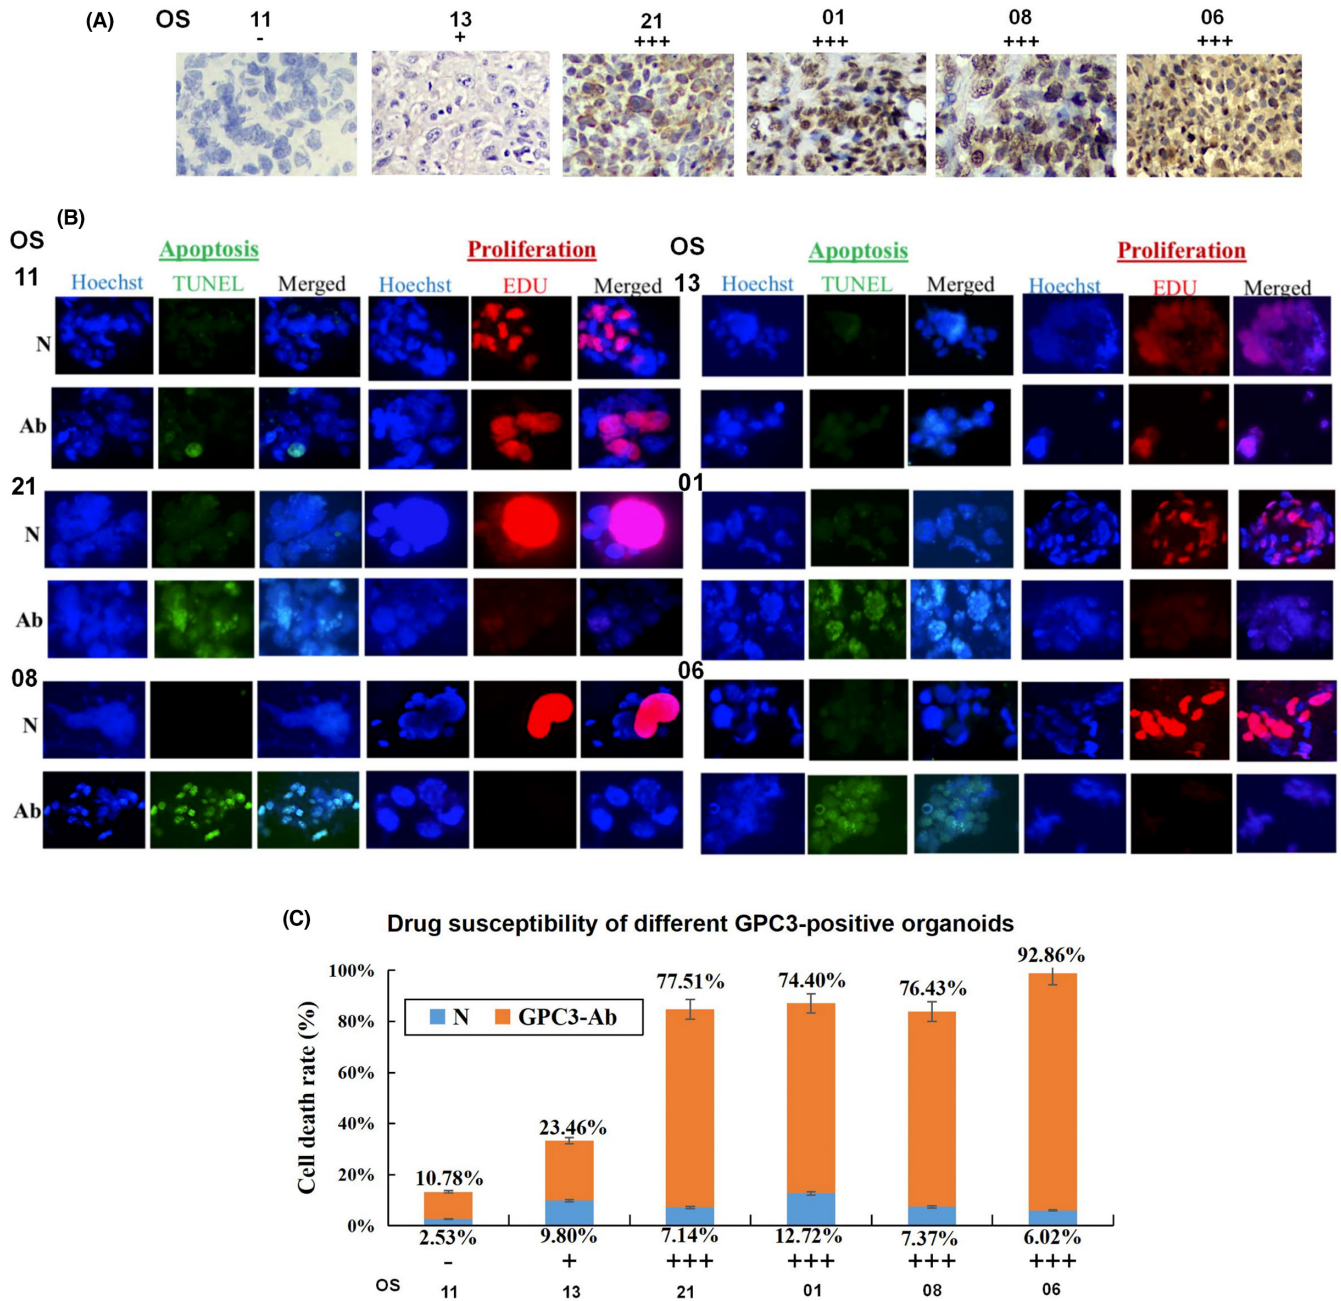 (A) OS 11 13 21 01 08 06
- + +++ +++ +++ +++
(B)
OS Apoptosis Proliferation OS Apoptosis Proliferation
11 Hoechst TUNEL Merged Hoechst EDU Merged 13 Hoechst TUNEL Merged Hoechst EDU Merged
N
Ab
21 01
N
Ab
08 06
N
Ab
(C) Drug susceptibility of different GPC3-positive organoids
Cell death rate (%)
100%
80%
60%
40%
20%
0%
N GPC3-Ab
10.78% 23.46% 77.51% 74.40% 76.43% 92.86%
2.53% 9.80% 7.14% 12.72% 7.37% 6.02%
- + +++ +++ +++ +++
OS 11 13 21 01 08 06